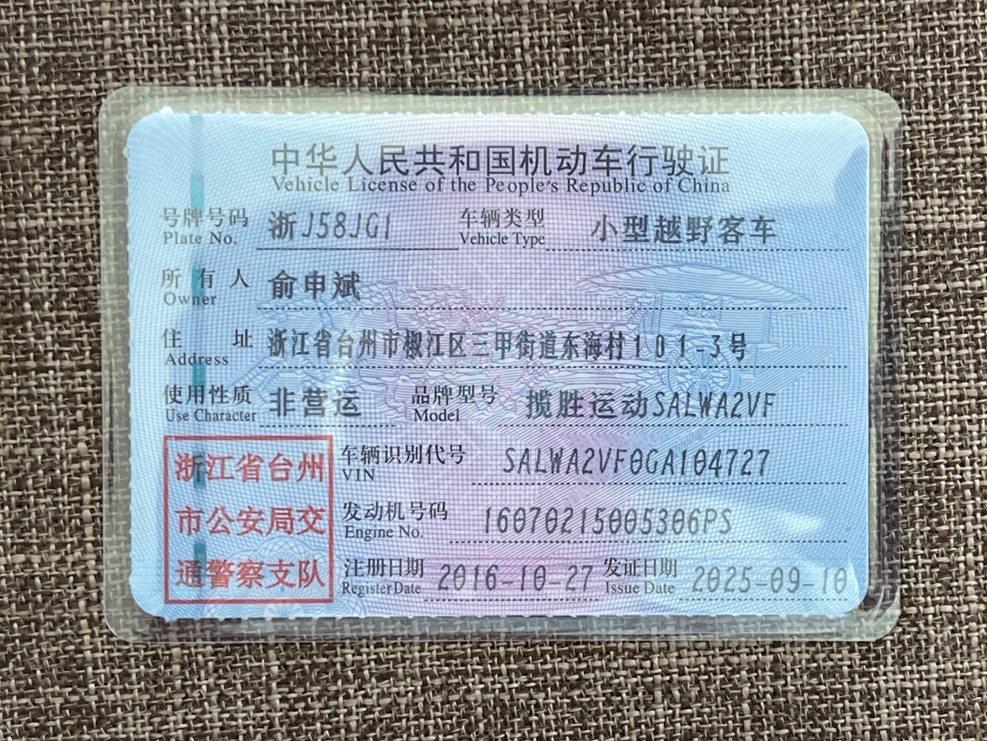 中华人民共和国机动车行驶证
Vehicle License of the People's Republic of China
号牌号码 浙J58JG1 车辆类型 小型越野客车
Plate No. Vehicle Type
所有人 俞申斌
Owner
住址 浙江省台州市椒江区三甲街道东海村101-3号
Address
使用性质 非营运 品牌型号 揽胜运动SALWA2VF
Use Character Model
浙江省台州
市公安局交
通警察支队
车辆识别代号 SALWA2VF0GA104727
VIN
发动机号码 16070215005306PS
Engine No.
注册日期 2016-10-27 发证日期 2025-09-10
Register Date Issue Date